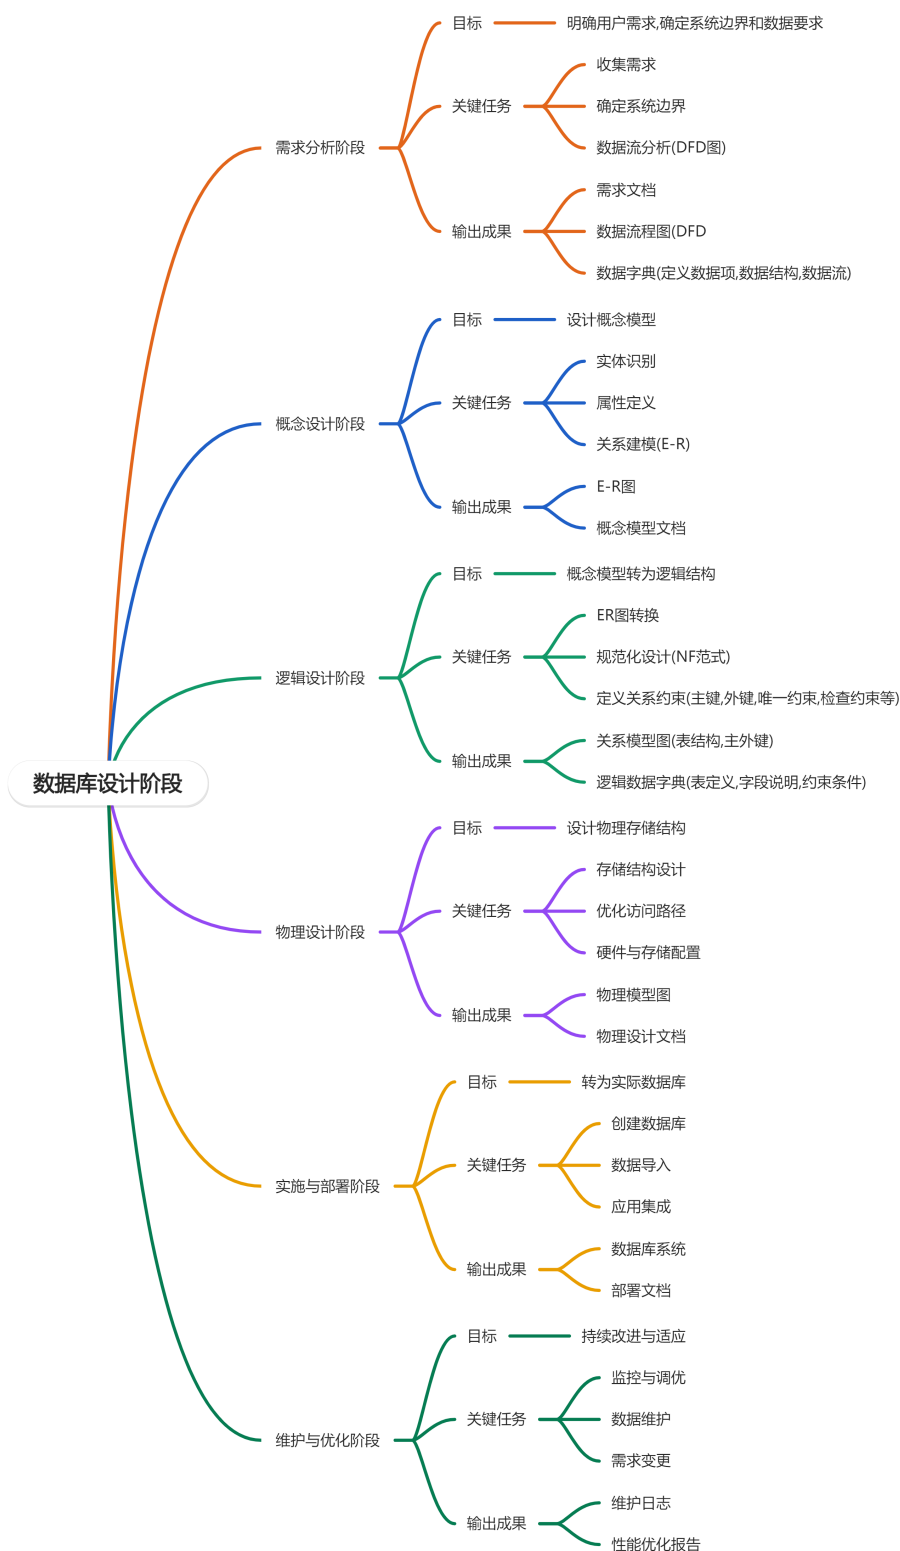 数据库设计阶段
需求分析阶段
目标
明确用户需求,确定系统边界和数据要求
关键任务
收集需求
确定系统边界
数据流分析(DFD图)
输出成果
需求文档
数据流程图(DFD
数据字典(定义数据项,数据结构,数据流)
概念设计阶段
目标
设计概念模型
关键任务
实体识别
属性定义
关系建模(E-R)
输出成果
E-R图
概念模型文档
逻辑设计阶段
目标
概念模型转为逻辑结构
关键任务
ER图转换
规范化设计(NF范式)
定义关系约束(主键,外键,唯一约束,检查约束等)
输出成果
关系模型图(表结构,主外键)
逻辑数据字典(表定义,字段说明,约束条件)
物理设计阶段
目标
设计物理存储结构
关键任务
存储结构设计
优化访问路径
硬件与存储配置
输出成果
物理模型图
物理设计文档
实施与部署阶段
目标
转为实际数据库
关键任务
创建数据库
数据导入
应用集成
输出成果
数据库系统
部署文档
维护与优化阶段
目标
持续改进与适应
关键任务
监控与调优
数据维护
需求变更
输出成果
维护日志
性能优化报告